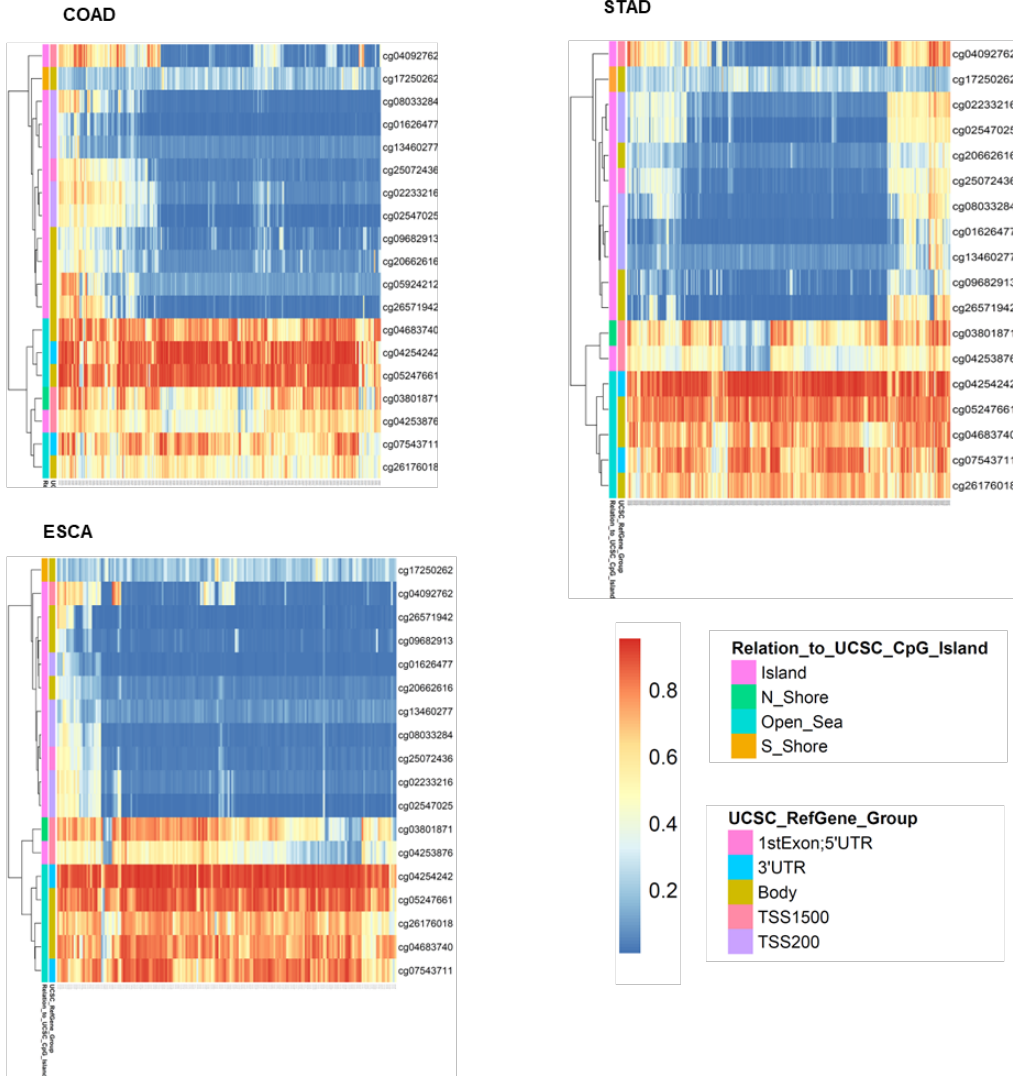 COAD
cg04092762
cg17250262
cg08033284
cg01626477
cg13460277
cg25072436
cg02233216
cg02547025
cg09682913
cg20662616
cg05924212
cg26571942
cg04683740
cg04254242
cg05247661
cg03801871
cg04253876
cg07543711
cg26176018
STAD
cg04092762
cg17250262
cg02233216
cg02547025
cg20662616
cg25072436
cg08033284
cg01626477
cg13460277
cg09682913
cg26571942
cg03801871
cg04253876
cg04254242
cg05247661
cg04683740
cg07543711
cg26176018
UCSC_RefGene_Group
Relation_to_UCSC_CpG_Island
ESCA
cg17250262
cg04092762
cg26571942
cg09682913
cg01626477
cg20662616
cg13460277
cg08033284
cg25072436
cg02233216
cg02547025
cg03801871
cg04253876
cg04254242
cg05247661
cg26176018
cg04683740
cg07543711
UCSC_RefGene_Group
Relation_to_UCSC_CpG_Island
0.8
0.6
0.4
0.2
Relation_to_UCSC_CpG_Island
Island
N_Shore
Open_Sea
S_Shore
UCSC_RefGene_Group
1stExon;5'UTR
3'UTR
Body
TSS1500
TSS200